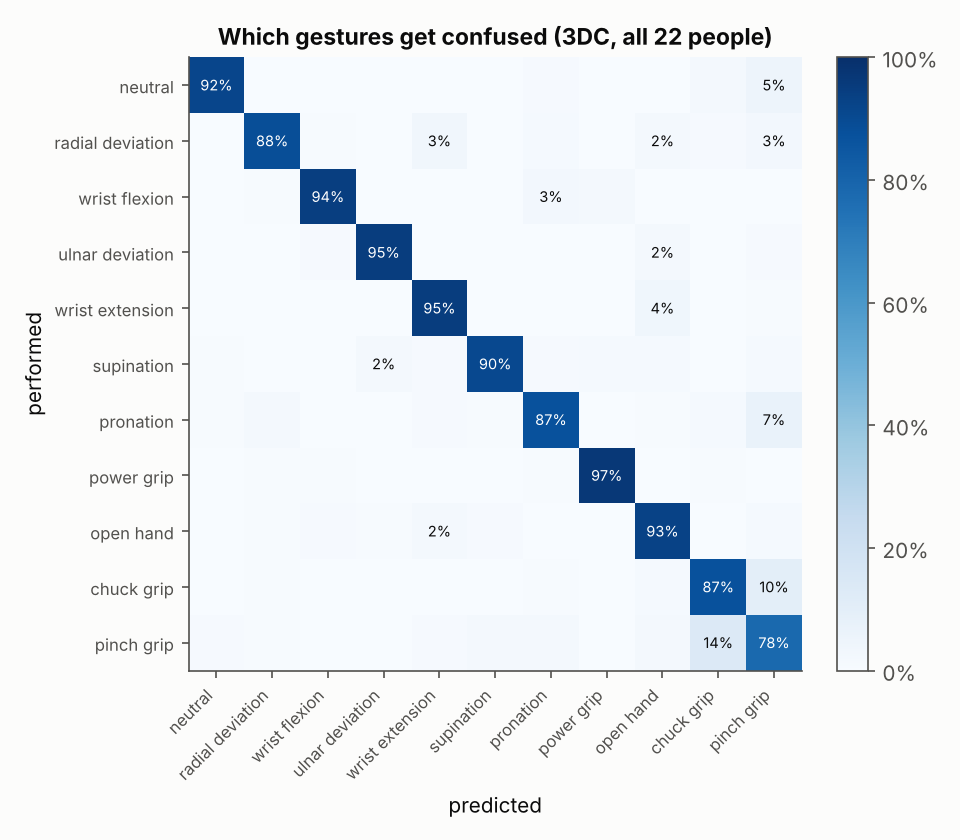 Which gestures get confused (3DC, all 22 people)
100%
neutral 92% 5%
radial deviation 88% 3% 2% 3%
80%
wrist flexion 94% 3%
ulnar deviation 95% 2%
60%
wrist extension 95% 4%
performed
supination 2% 90%
pronation 87% 7%
40%
power grip 97%
open hand 2% 93%
20%
chuck grip 87% 10%
pinch grip 14% 78%
0%
neutral
radial deviation
wrist flexion
ulnar deviation
wrist extension
supination
pronation
power grip
open hand
chuck grip
pinch grip
predicted